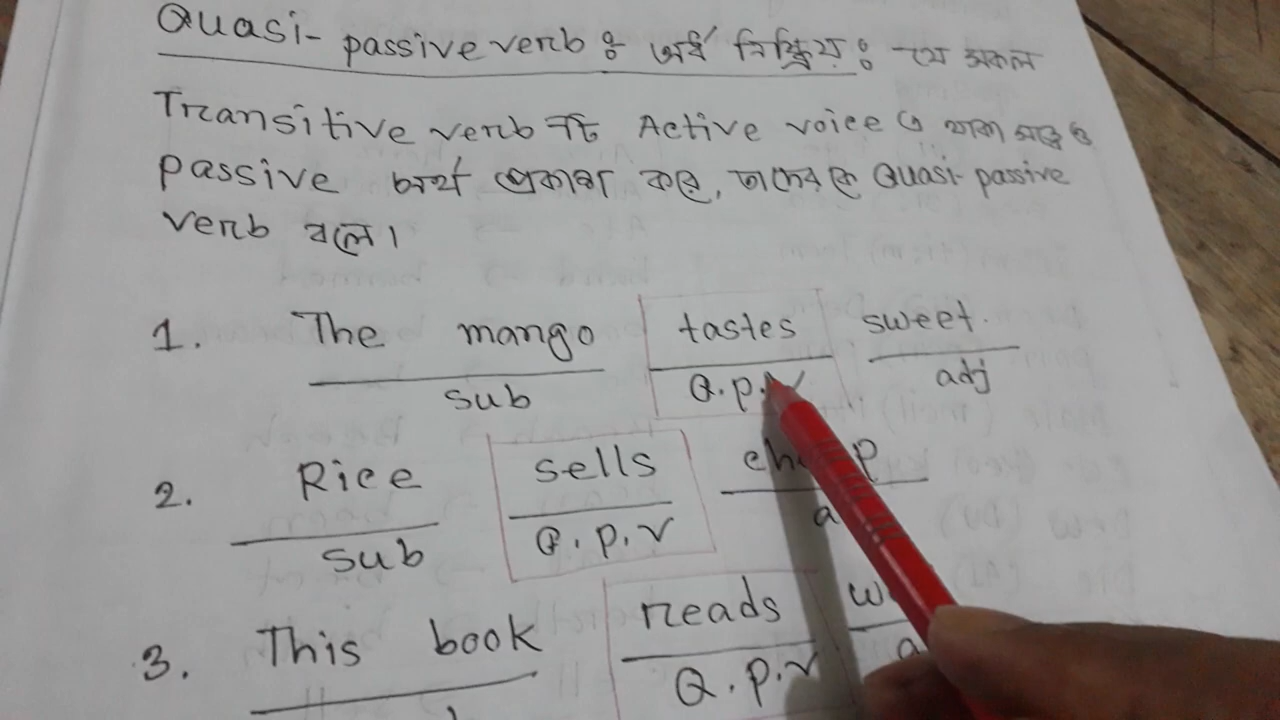 Quasi-passive verb ঃ অর্ধ নিষ্ক্রিয় ঃ যে সকল
Transitive verb টি Active voice এ থাকা সত্ত্বেও
passive অর্থ প্রকাশ করে, তাদেরকে Quasi-passive
verb বলে।
1. The mango tastes sweet.
sub Q.p.v adj
2. Rice sells
sub Q.p.v
3. This book reads
Q.p.v